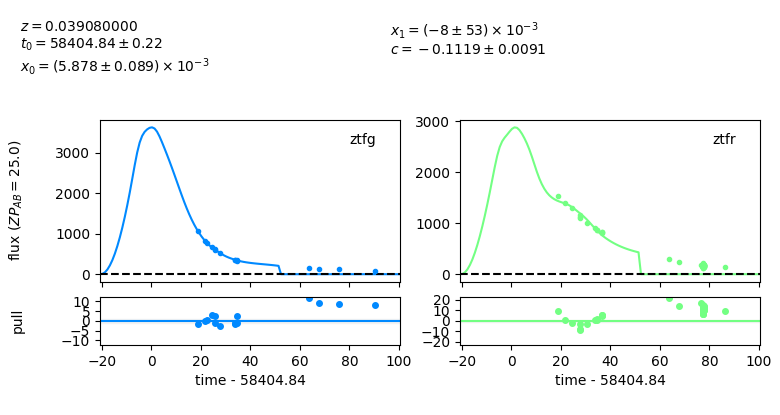 z = 0.039080000
t₀ = 58404.84 ± 0.22
x₀ = (5.878 ± 0.089) × 10⁻³
x₁ = (−8 ± 53) × 10⁻³
c = −0.1119 ± 0.0091
flux (ZP_AB = 25.0)
3000
2000
1000
0
ztfg
3000
2000
1000
0
ztfr
pull
10
5
0
−5
−10
20
10
0
−10
−20
−20 0 20 40 60 80 100
−20 0 20 40 60 80 100
time - 58404.84
time - 58404.84